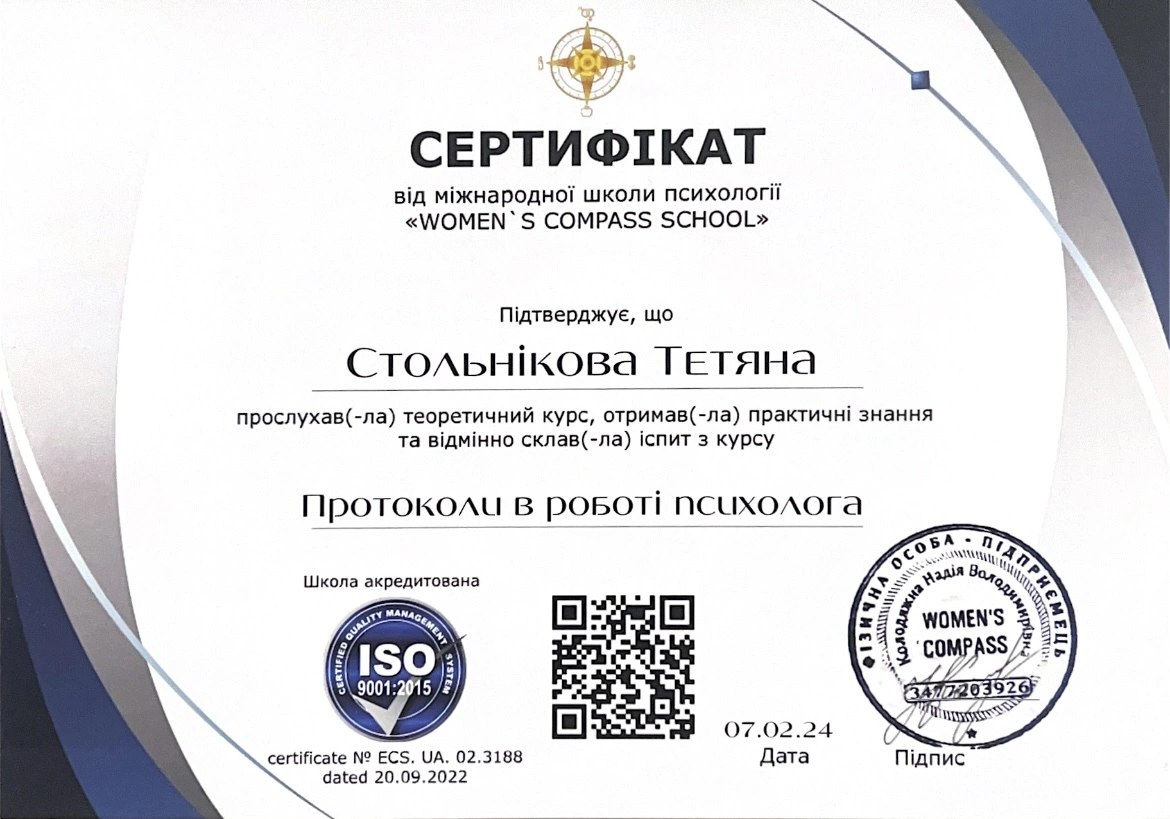 СЕРТИФІКАТ
від міжнародної школи психології
«WOMEN`S COMPASS SCHOOL»
Підтверджує, що
Стольнікова Тетяна
прослухав(-ла) теоретичний курс, отримав(-ла) практичні знання
та відмінно склав(-ла) іспит з курсу
Протоколи в роботі психолога
Школа акредитована
CERTIFIED QUALITY MANAGEMENT SYSTEM
ISO
9001:2015
certificate № ECS. UA. 02.3188
dated 20.09.2022
07.02.24
Дата
ФІЗИЧНА ОСОБА - ПІДПРИЄМЕЦЬ
Колодяжна Надія Володимирівна
WOMEN'S
COMPASS
3477203926
Підпис